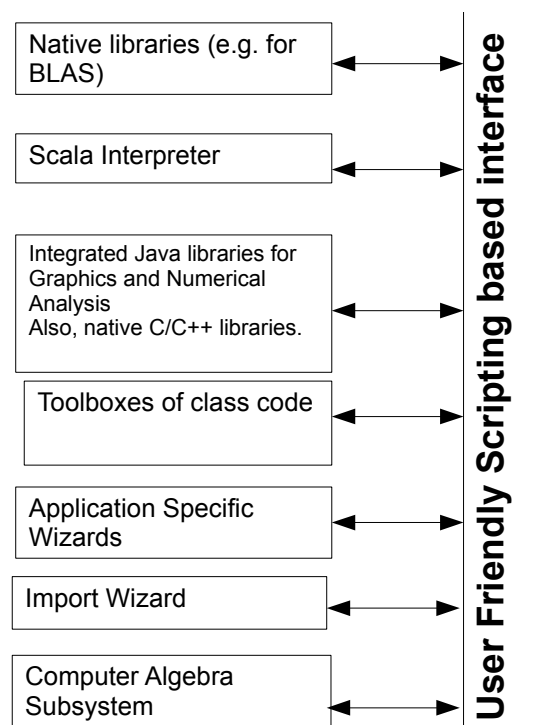 Native libraries (e.g. for
BLAS)
Scala Interpreter
Integrated Java libraries for
Graphics and Numerical
Analysis
Also, native C/C++ libraries.
Toolboxes of class code
Application Specific
Wizards
Import Wizard
Computer Algebra
Subsystem
User Friendly Scripting based interface